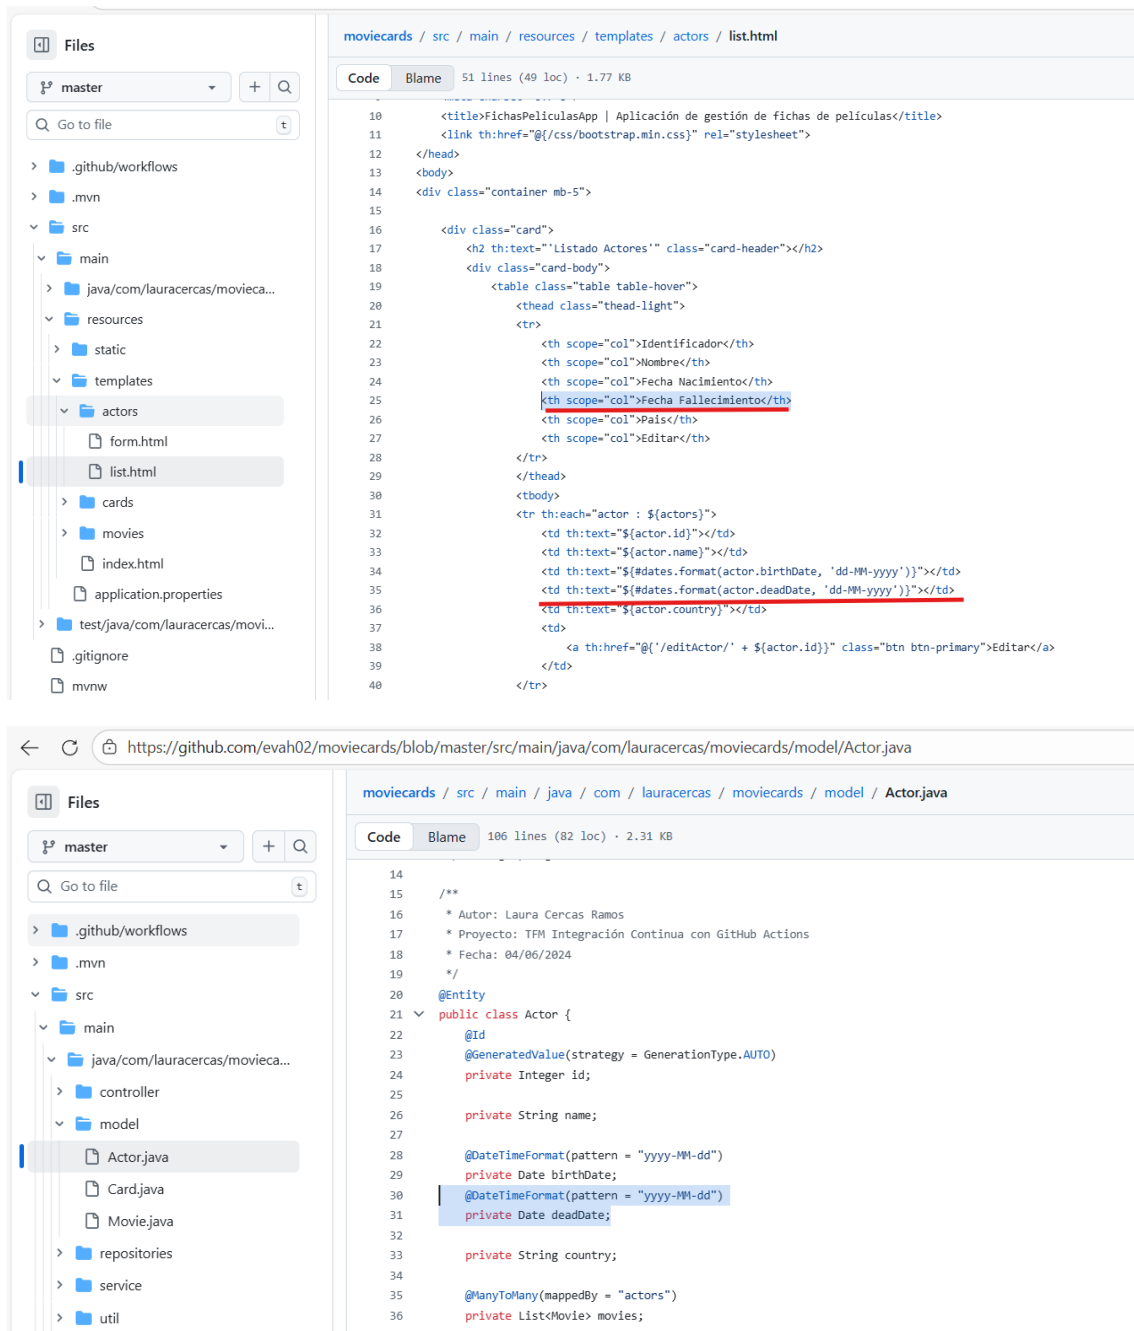 Files
master
Go to file
t
.github/workflows
.mvn
src
main
java/com/lauracercas/movieca...
resources
static
templates
actors
form.html
list.html
cards
movies
index.html
application.properties
test/java/com/lauracercas/movi...
.gitignore
mvnw
moviecards / src / main / resources / templates / actors / list.html
Code Blame 51 lines (49 loc) · 1.77 KB
10 <title>FichasPeliculasApp | Aplicación de gestión de fichas de películas</title>
11 <link th:href="@{/css/bootstrap.min.css}" rel="stylesheet">
12 </head>
13 <body>
14 <div class="container mb-5">
15
16 <div class="card">
17 <h2 th:text="'Listado Actores'" class="card-header"></h2>
18 <div class="card-body">
19 <table class="table table-hover">
20 <thead class="thead-light">
21 <tr>
22 <th scope="col">Identificador</th>
23 <th scope="col">Nombre</th>
24 <th scope="col">Fecha Nacimiento</th>
25 <th scope="col">Fecha Fallecimiento</th>
26 <th scope="col">Pais</th>
27 <th scope="col">Editar</th>
28 </tr>
29 </thead>
30 <tbody>
31 <tr th:each="actor : ${actors}">
32 <td th:text="${actor.id}"></td>
33 <td th:text="${actor.name}"></td>
34 <td th:text="${#dates.format(actor.birthDate, 'dd-MM-yyyy')}"></td>
35 <td th:text="${#dates.format(actor.deadDate, 'dd-MM-yyyy')}"></td>
36 <td th:text="${actor.country}"></td>
37 <td>
38 <a th:href="@{'/editActor/' + ${actor.id}}" class="btn btn-primary">Editar</a>
39 </td>
40 </tr>
https://github.com/evah02/moviecards/blob/master/src/main/java/com/lauracercas/moviecards/model/Actor.java
Files
master
Go to file
t
.github/workflows
.mvn
src
main
java/com/lauracercas/movieca...
controller
model
Actor.java
Card.java
Movie.java
repositories
service
util
moviecards / src / main / java / com / lauracercas / moviecards / model / Actor.java
Code Blame 106 lines (82 loc) · 2.31 KB
14
15 /**
16 * Autor: Laura Cercas Ramos
17 * Proyecto: TFM Integración Continua con GitHub Actions
18 * Fecha: 04/06/2024
19 */
20 @Entity
21 public class Actor {
22 @Id
23 @GeneratedValue(strategy = GenerationType.AUTO)
24 private Integer id;
25
26 private String name;
27
28 @DateTimeFormat(pattern = "yyyy-MM-dd")
29 private Date birthDate;
30 @DateTimeFormat(pattern = "yyyy-MM-dd")
31 private Date deadDate;
32
33 private String country;
34
35 @ManyToMany(mappedBy = "actors")
36 private List<Movie> movies;